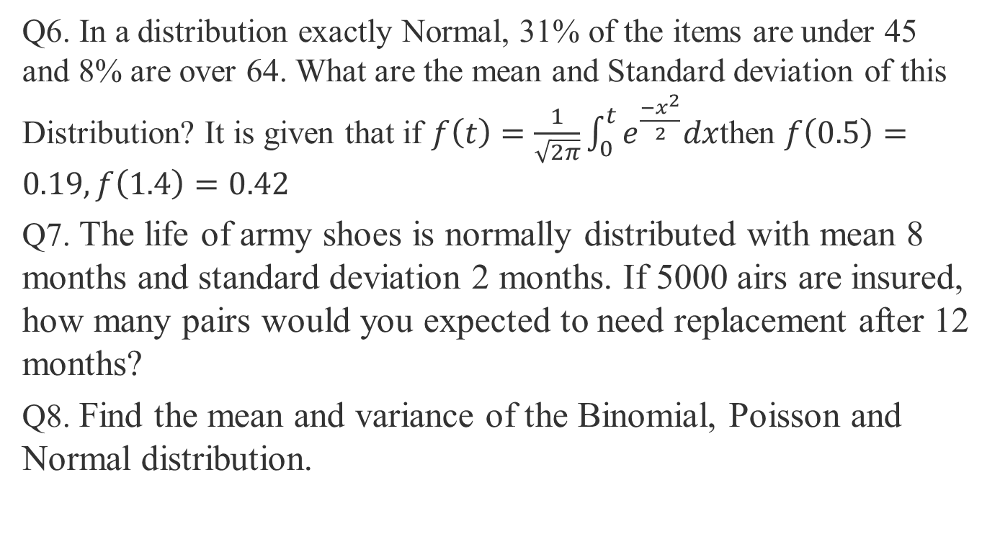 Q6. In a distribution exactly Normal, 31% of the items are under 45
and 8% are over 64. What are the mean and Standard deviation of this
Distribution? It is given that if f(t) = 1/√2π ∫₀ᵗ e^(−x²/2) dxthen f(0.5) =
0.19, f(1.4) = 0.42
Q7. The life of army shoes is normally distributed with mean 8
months and standard deviation 2 months. If 5000 airs are insured,
how many pairs would you expected to need replacement after 12
months?
Q8. Find the mean and variance of the Binomial, Poisson and
Normal distribution.